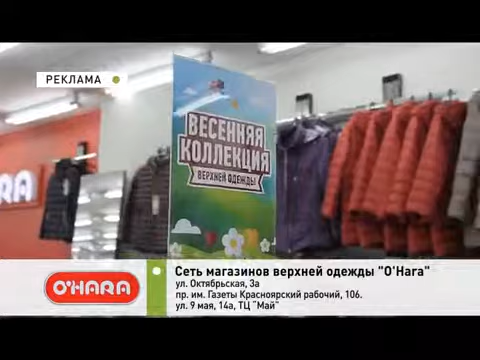 РЕКЛАМА
ВЕСЕННЯЯ
КОЛЛЕКЦИЯ
ВЕРХНЕЙ ОДЕЖДЫ
ARA
O'HARA
Сеть магазинов верхней одежды "O'Hara"
ул. Октябрьская, 3а
пр. им. Газеты Красноярский рабочий, 106.
ул. 9 мая, 14а, ТЦ "Май"